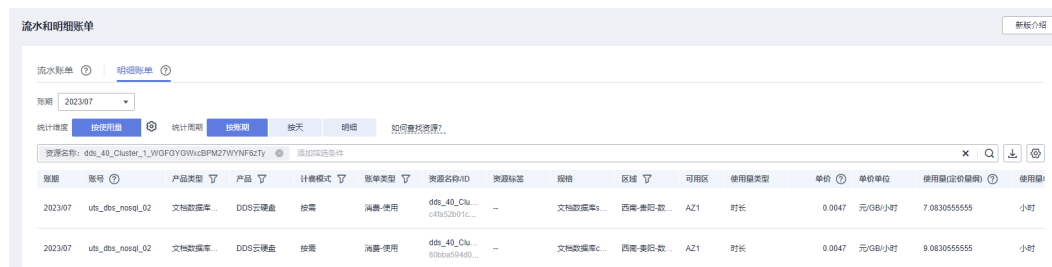 流水和明细账单 新版介绍
流水账单 ? 明细账单 ?
账期 2023/07
统计维度 按使用量 统计周期 按账期 按天 明细 如何查找资源?
资源名称: dds_40_Cluster_1_WGFGYGWxcBPM27WYNF6zTy 添加筛选条件
账期 账号 ? 产品类型 产品 计费模式 账单类型 资源名称/ID 资源标签 规格 区域 可用区 使用量类型 单价 ? 单价单位 使用量(定价量纲) ? 使用量
2023/07 uts_dbs_nosql_02 文档数据库... DDS云硬盘 按需 消费-使用 dds_40_Clu... -- 文档数据库s... 西南-贵阳-数... AZ1 时长 0.0047 元/GB/小时 7.0830555555 小时
c4fa52b01c...
2023/07 uts_dbs_nosql_02 文档数据库... DDS云硬盘 按需 消费-使用 dds_40_Clu... -- 文档数据库c... 西南-贵阳-数... AZ1 时长 0.0047 元/GB/小时 9.0830555555 小时
80bba594d0...